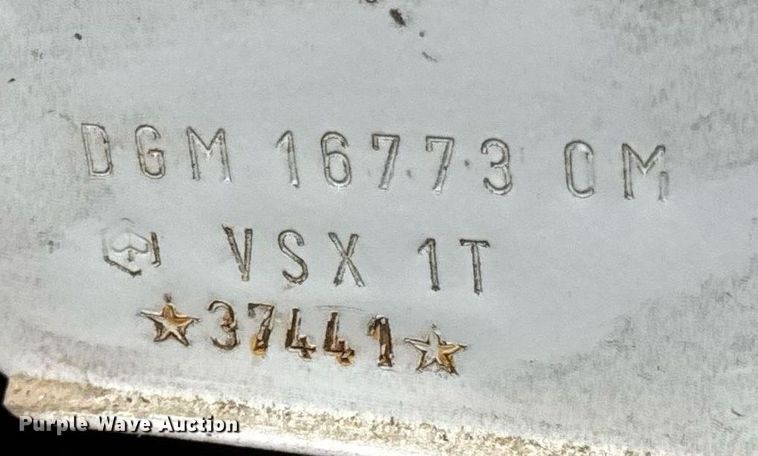 DGM 16773 CM
VSX 1T
★37441★
Purple Wave Auction